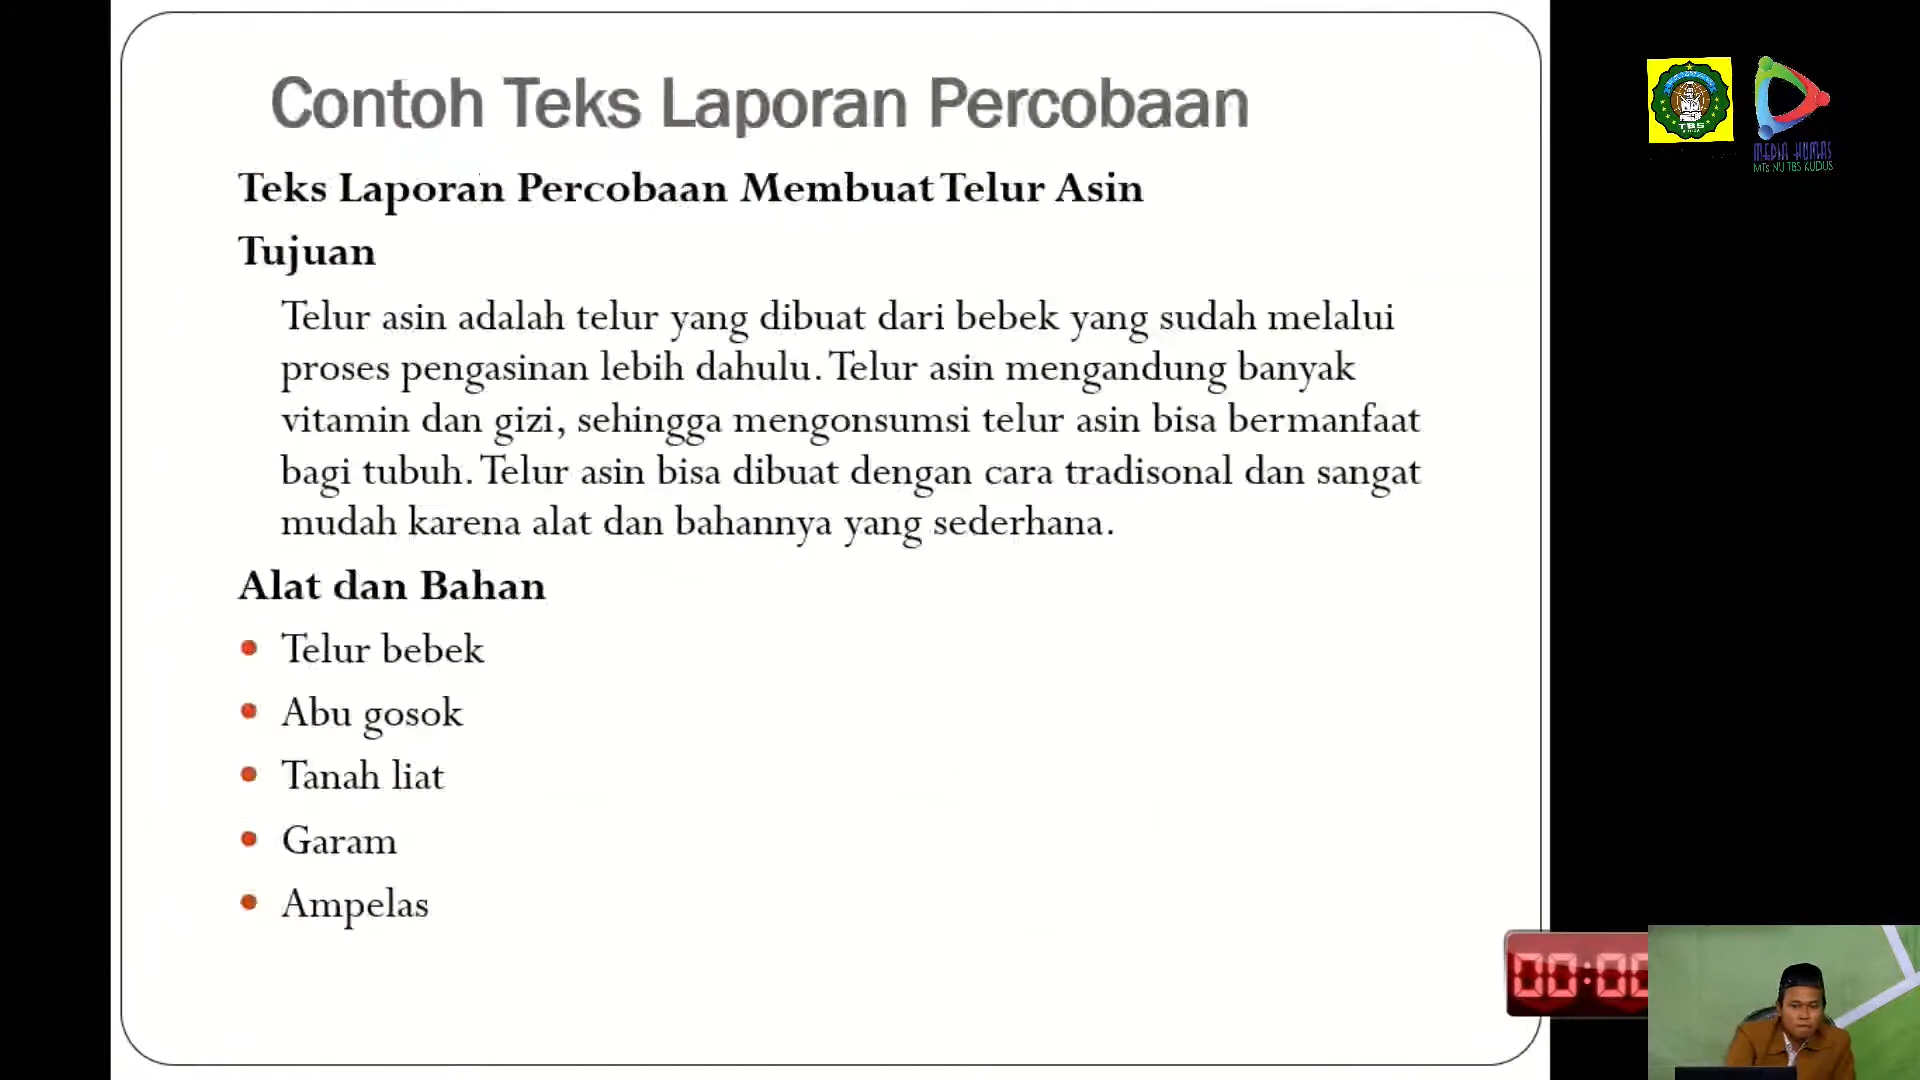 Contoh Teks Laporan Percobaan
Teks Laporan Percobaan Membuat Telur Asin
Tujuan
Telur asin adalah telur yang dibuat dari bebek yang sudah melalui
proses pengasinan lebih dahulu. Telur asin mengandung banyak
vitamin dan gizi, sehingga mengonsumsi telur asin bisa bermanfaat
bagi tubuh. Telur asin bisa dibuat dengan cara tradisonal dan sangat
mudah karena alat dan bahannya yang sederhana.
Alat dan Bahan
• Telur bebek
• Abu gosok
• Tanah liat
• Garam
• Ampelas
TBS
MEDIA HUMAS
MTs NU TBS KUDUS
00:00